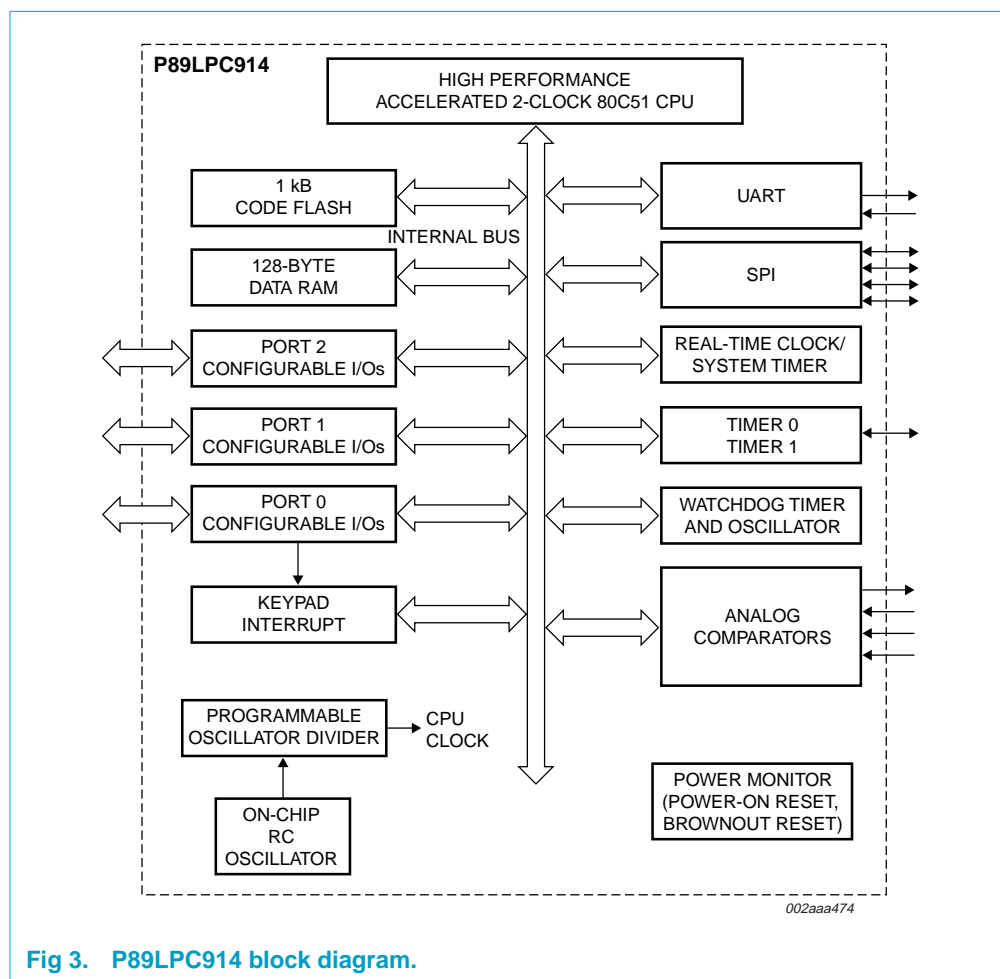 P89LPC914
HIGH PERFORMANCE
ACCELERATED 2-CLOCK 80C51 CPU
1 kB
CODE FLASH
UART
INTERNAL BUS
128-BYTE
DATA RAM
SPI
PORT 2
CONFIGURABLE I/Os
REAL-TIME CLOCK/
SYSTEM TIMER
PORT 1
CONFIGURABLE I/Os
TIMER 0
TIMER 1
PORT 0
CONFIGURABLE I/Os
WATCHDOG TIMER
AND OSCILLATOR
KEYPAD
INTERRUPT
ANALOG
COMPARATORS
PROGRAMMABLE
OSCILLATOR DIVIDER
CPU
CLOCK
ON-CHIP
RC
OSCILLATOR
POWER MONITOR
(POWER-ON RESET,
BROWNOUT RESET)
002aaa474
Fig 3. P89LPC914 block diagram.